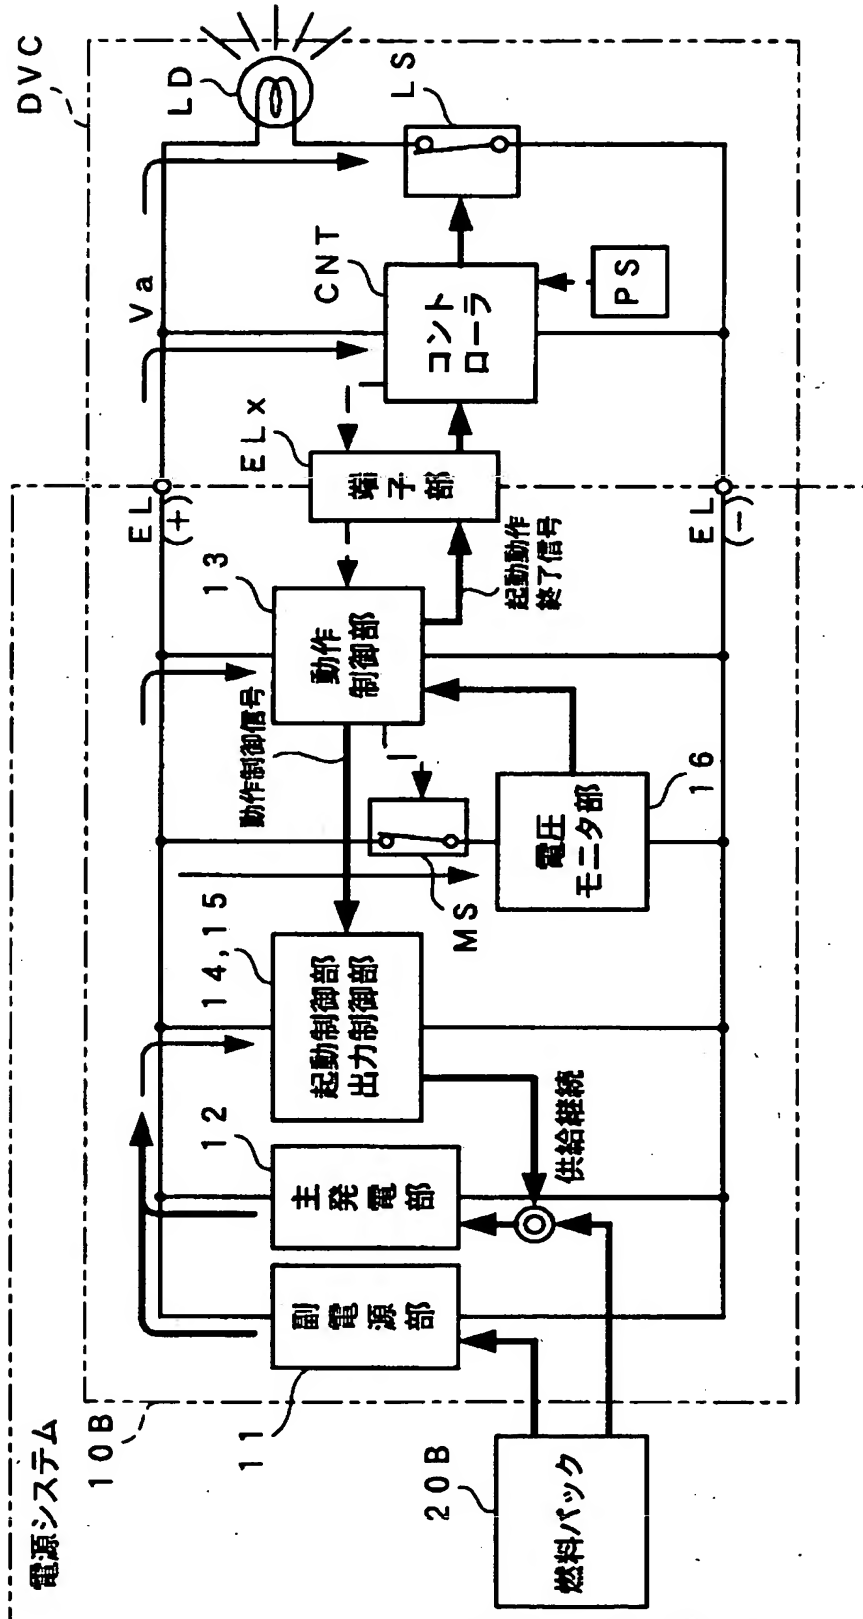 電源システム
10B
20B
燃料パック
11
副電源部
12
主発電部
供給継続
14,15
起動制御部
出力制御部
MS
動作制御信号
電圧
モニタ部
16
13
動作
制御部
起動動作
終了信号
EL
(+)
EL
(−)
ELx
端子部
Va
CNT
コント
ローラ
PS
DVC
LD
LS